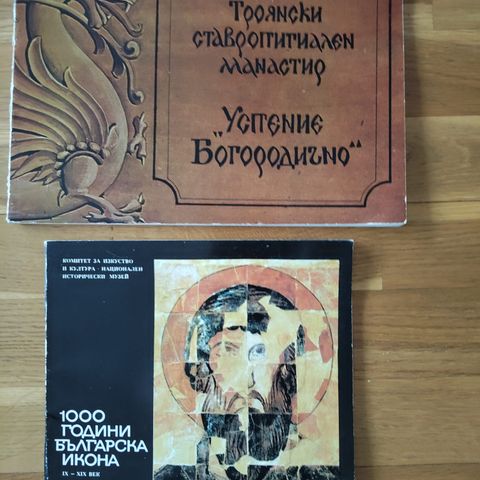 Троянски
ставропигиален
манастир
Успение
„Богородично“
КОМИТЕТ ЗА ИЗКУСТВО
И КУЛТУРА · НАЦИОНАЛЕН
ИСТОРИЧЕСКИ МУЗЕЙ
1000
ГОДИНИ
БЪЛГАРСКА
ИКОНА
IX – XIX ВЕК